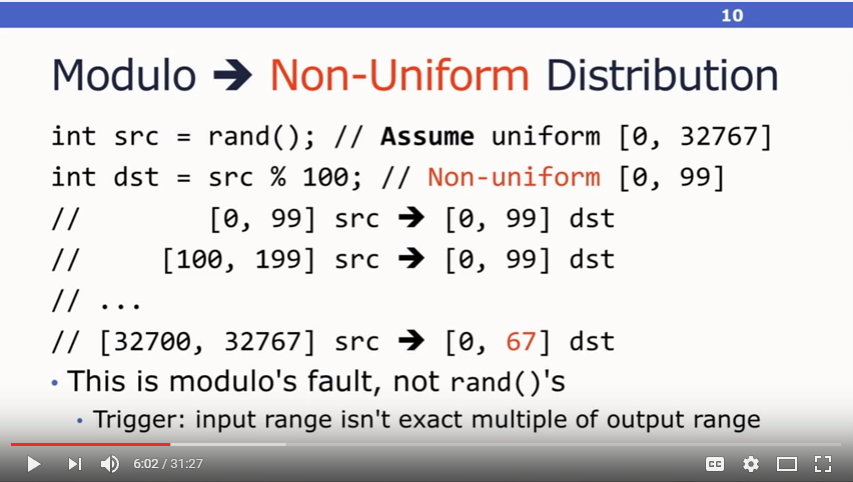 10
Modulo ➔ Non-Uniform Distribution
int src = rand(); // Assume uniform [0, 32767]
int dst = src % 100; // Non-uniform [0, 99]
// [0, 99] src ➔ [0, 99] dst
// [100, 199] src ➔ [0, 99] dst
// ...
// [32700, 32767] src ➔ [0, 67] dst
• This is modulo's fault, not rand()'s
• Trigger: input range isn't exact multiple of output range
6:02 / 31:27
CC